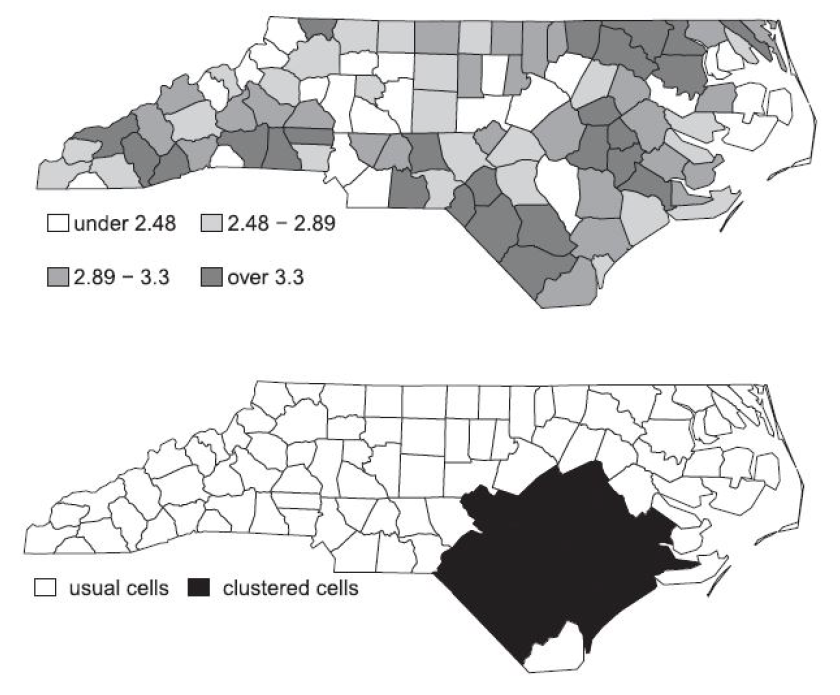 under 2.48 2.48 − 2.89
2.89 − 3.3 over 3.3
usual cells clustered cells